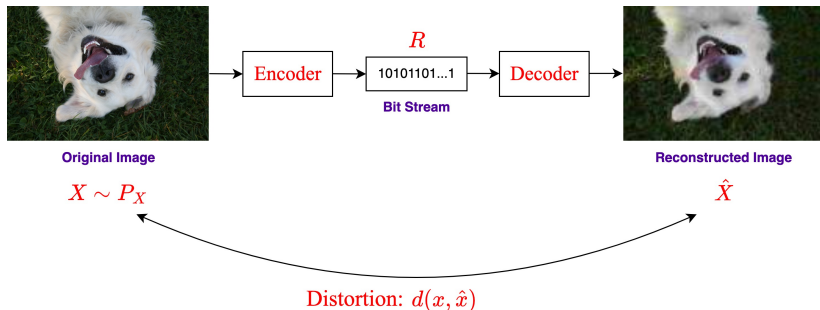 R
Encoder
10101101...1
Decoder
Bit Stream
Original Image
Reconstructed Image
X ∼ P_X
X̂
Distortion: d(x, x̂)